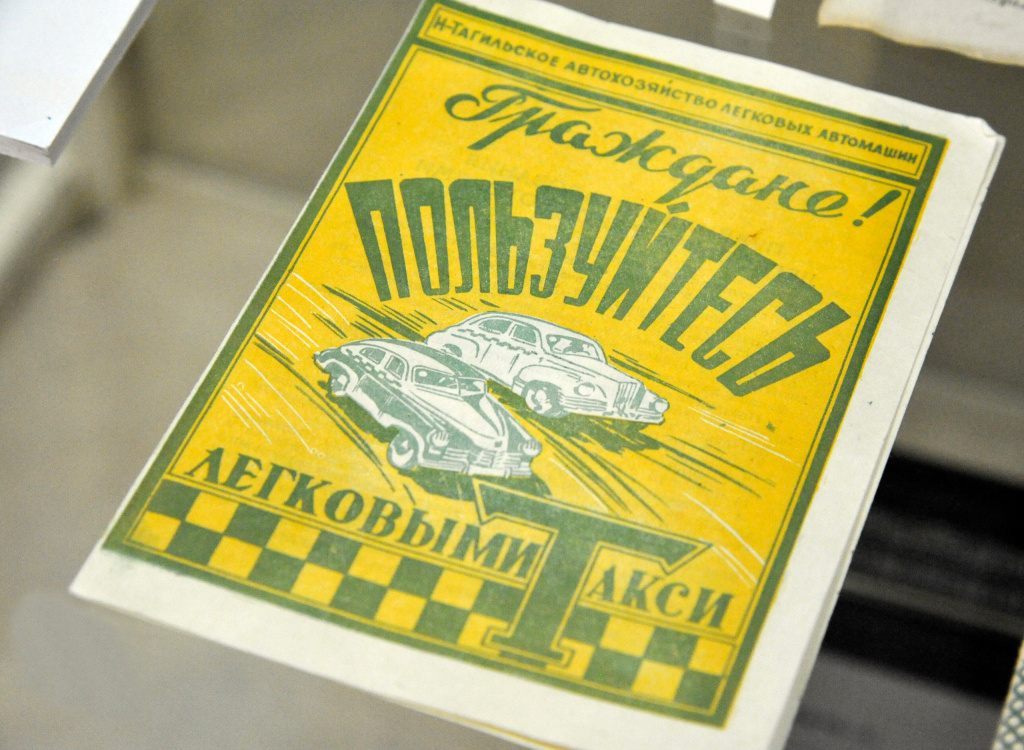 Н-ТАГИЛЬСКОЕ АВТОХОЗЯЙСТВО ЛЕГКОВЫХ АВТОМАШИН
Граждане!
ПОЛЬЗУЙТЕСЬ
ЛЕГКОВЫМИ
ТАКСИ